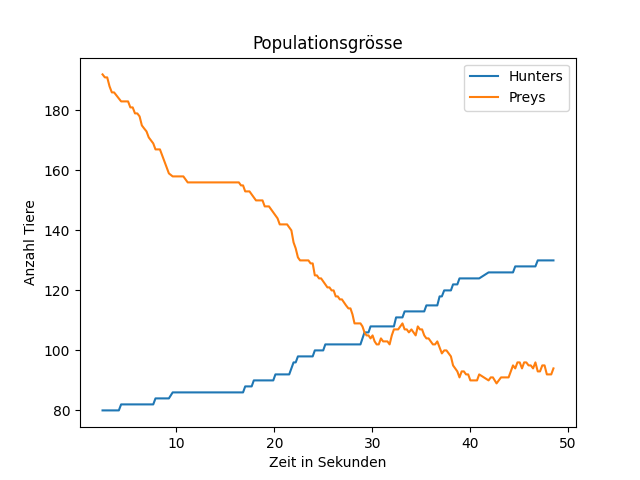 Populationsgrösse
Hunters
Preys
Anzahl Tiere
180
160
140
120
100
80
10 20 30 40 50
Zeit in Sekunden